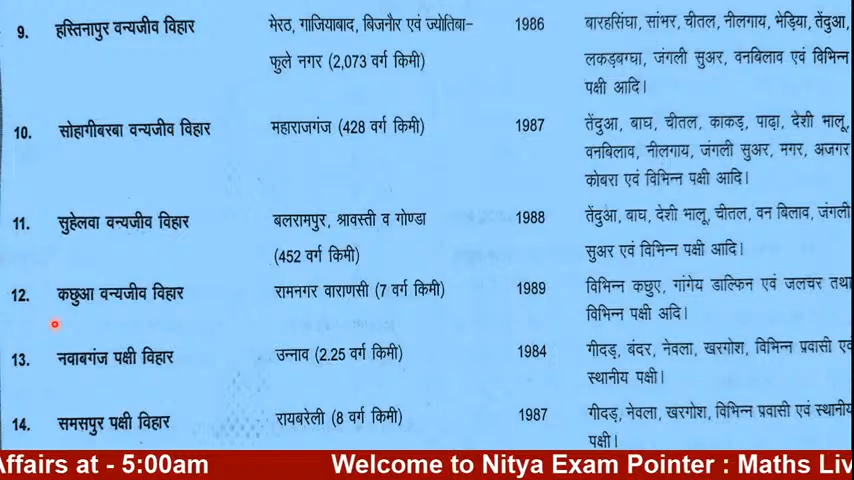 9. हस्तिनापुर वन्यजीव विहार मेरठ, गाजियाबाद, बिजनौर एवं ज्योतिबा– 1986 बारहसिंघा, सांभर, चीतल, नीलगाय, भेड़िया, तेंदुआ,
फुले नगर (2,073 वर्ग किमी) लकड़बग्घा, जंगली सुअर, वनबिलाव एवं विभिन्न
पक्षी आदि।
10. सोहागीबरबा वन्यजीव विहार महाराजगंज (428 वर्ग किमी) 1987 तेंदुआ, बाघ, चीतल, काकड़, पाढ़ा, देशी भालू,
वनबिलाव, नीलगाय, जंगली सुअर, मगर, अजगर
कोबरा एवं विभिन्न पक्षी आदि।
11. सुहेलवा वन्यजीव विहार बलरामपुर, श्रावस्ती व गोण्डा 1988 तेंदुआ, बाघ, देशी भालू, चीतल, वन बिलाव, जंगली
(452 वर्ग किमी) सुअर एवं विभिन्न पक्षी आदि।
12. कछुआ वन्यजीव विहार रामनगर वाराणसी (7 वर्ग किमी) 1989 विभिन्न कछुए, गांगेय डाल्फिन एवं जलचर तथा
विभिन्न पक्षी अदि।
13. नवाबगंज पक्षी विहार उन्नाव (2.25 वर्ग किमी) 1984 गीदड़, बंदर, नेवला, खरगोश, विभिन्न प्रवासी एवं
स्थानीय पक्षी।
14. समसपुर पक्षी विहार रायबरेली (8 वर्ग किमी) 1987 गीदड़, नेवला, खरगोश, विभिन्न प्रवासी एवं स्थानीय
पक्षी।
Affairs at - 5:00am Welcome to Nitya Exam Pointer : Maths Liv